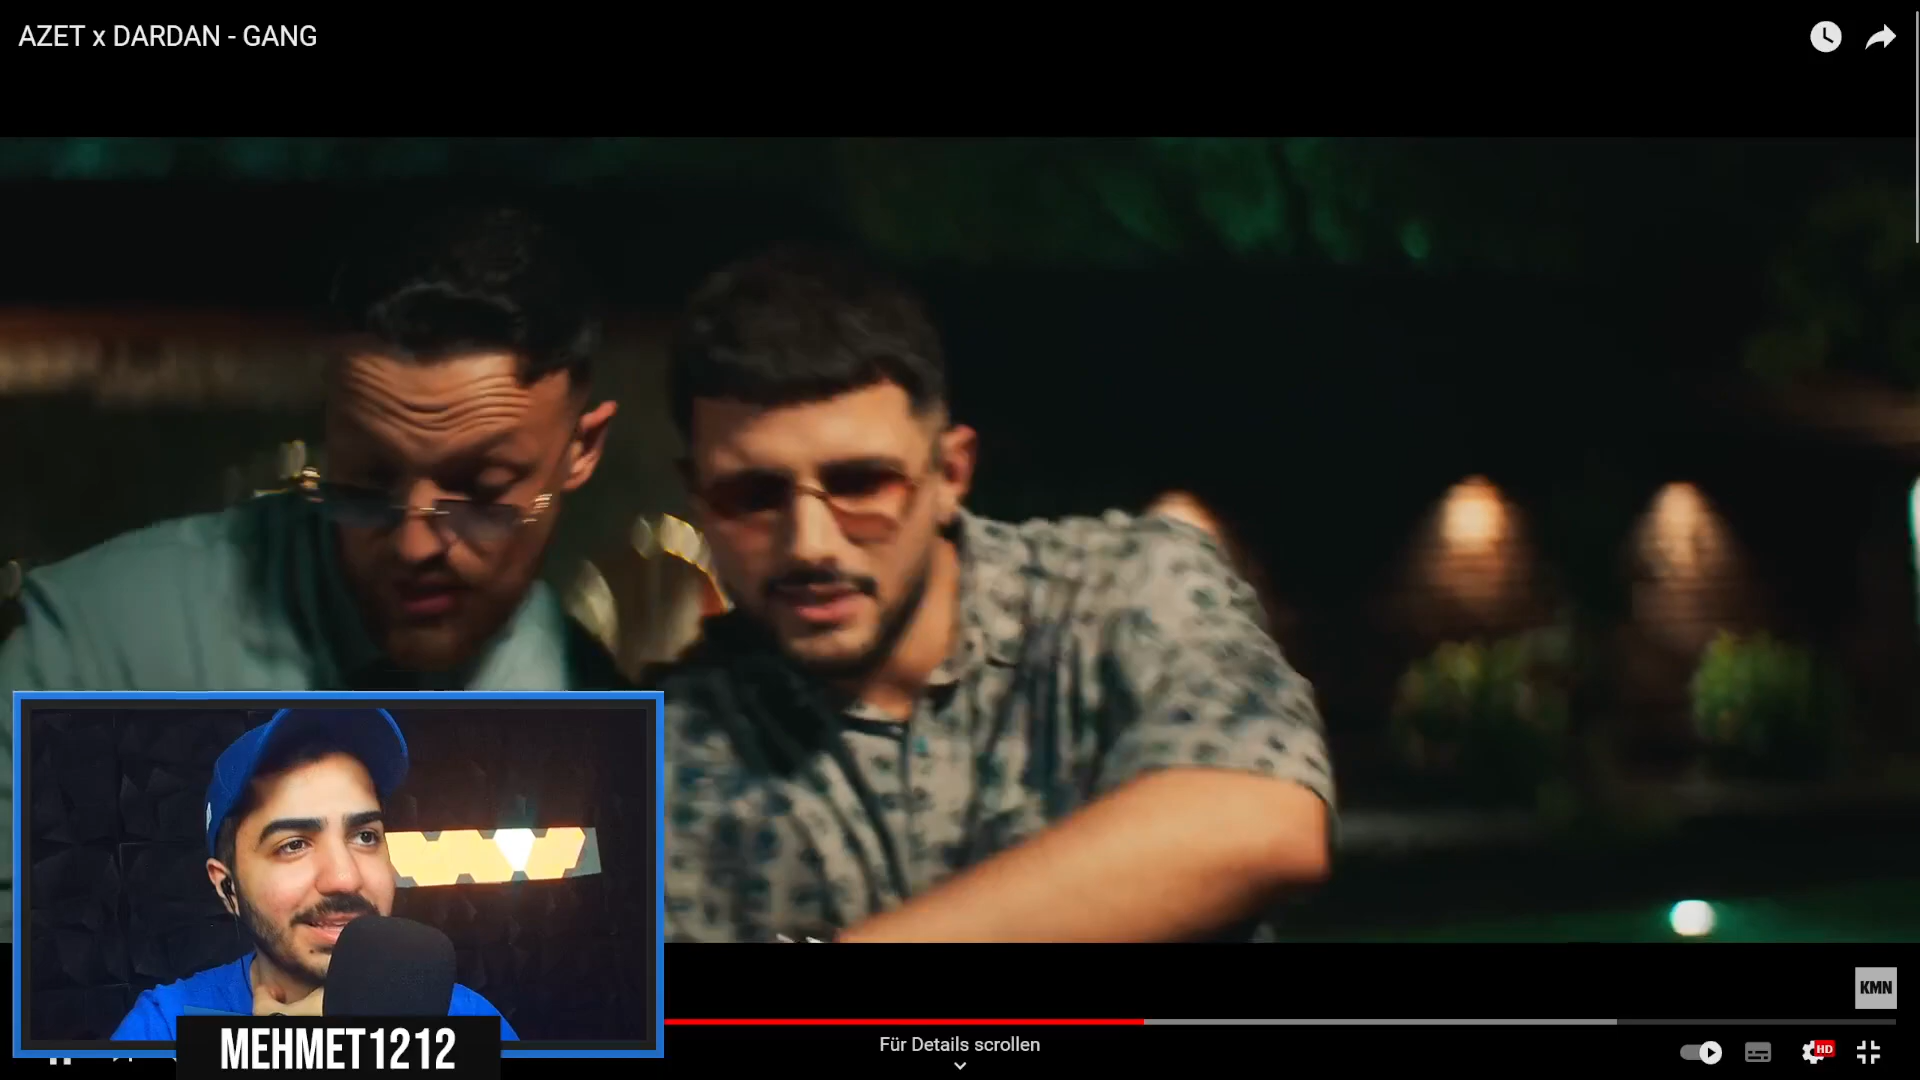 AZET x DARDAN - GANG
KMN
Für Details scrollen
HD
MEHMET1212